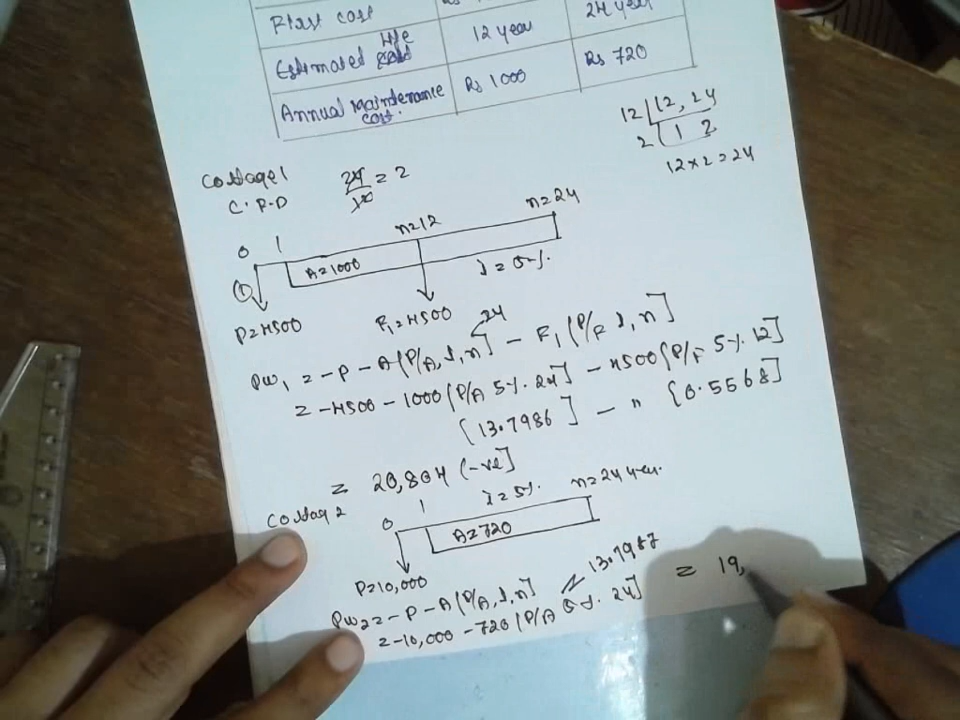 First cost
24 year
Estimated life
12 year
Rs 720
Annual maintenance cost.
Rs 1000
12 | 12, 24
2 | 1 2
12 × 2 = 24
Cottage 1
24/12 = 2
C.F.D
0 1 n=12 n=24
A=1000
i = 5%
P=4500
F₁=4500
24
PW₁ = -P - A[P/A, i, n] - F₁[P/F i, n]
= -4500 - 1000[P/A 5%. 24] - 4500[P/F 5%. 12]
[13.7986] - " [0.5568]
= 20,804 (-ve]
Cottag 2
0 1 i=5%. n=24 year.
A=720
P=10,000
13.7987
PW₂ = -P - A[P/A, i, n]
= -10,000 - 720 [P/A 5%. 24]
= 19,